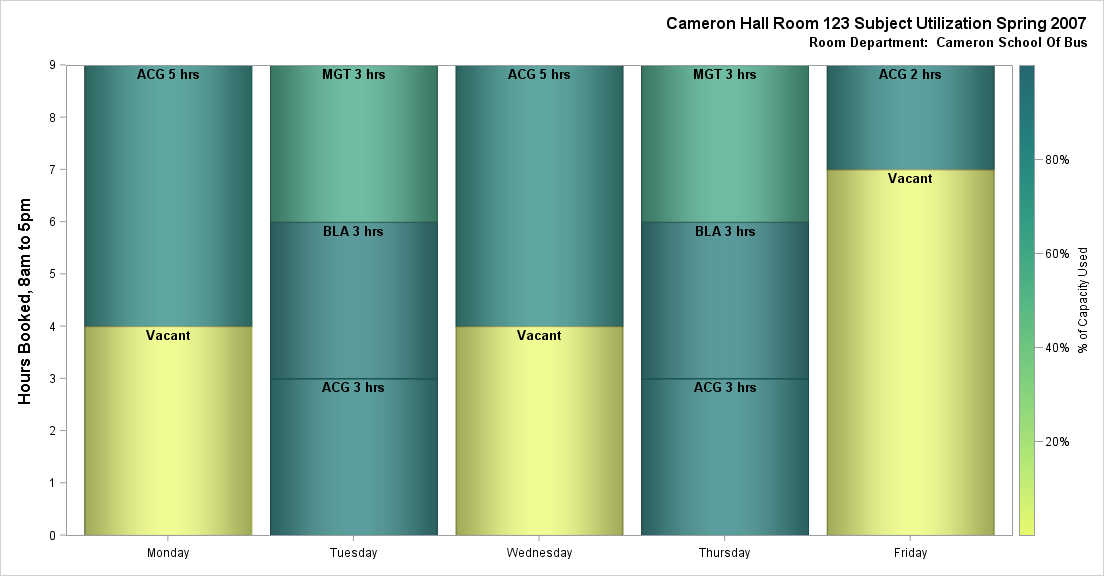 Cameron Hall Room 123 Subject Utilization Spring 2007
Room Department:  Cameron School Of Bus
Hours Booked, 8am to 5pm
9
8
7
6
5
4
3
2
1
0
ACG 5 hrs
Vacant
MGT 3 hrs
BLA 3 hrs
ACG 3 hrs
ACG 5 hrs
Vacant
MGT 3 hrs
BLA 3 hrs
ACG 3 hrs
ACG 2 hrs
Vacant
Monday
Tuesday
Wednesday
Thursday
Friday
80%
60%
40%
20%
% of Capacity Used